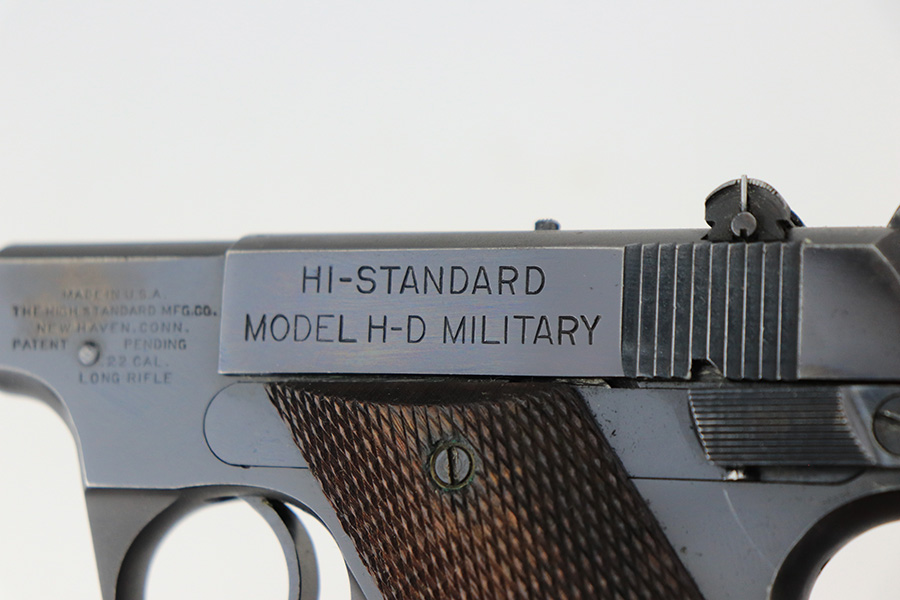 HI-STANDARD
MODEL H-D MILITARY
MADE IN U.S.A.
THE HIGH STANDARD MFG.CO.
NEW HAVEN.CONN.
PATENT PENDING
.22 CAL.
LONG RIFLE